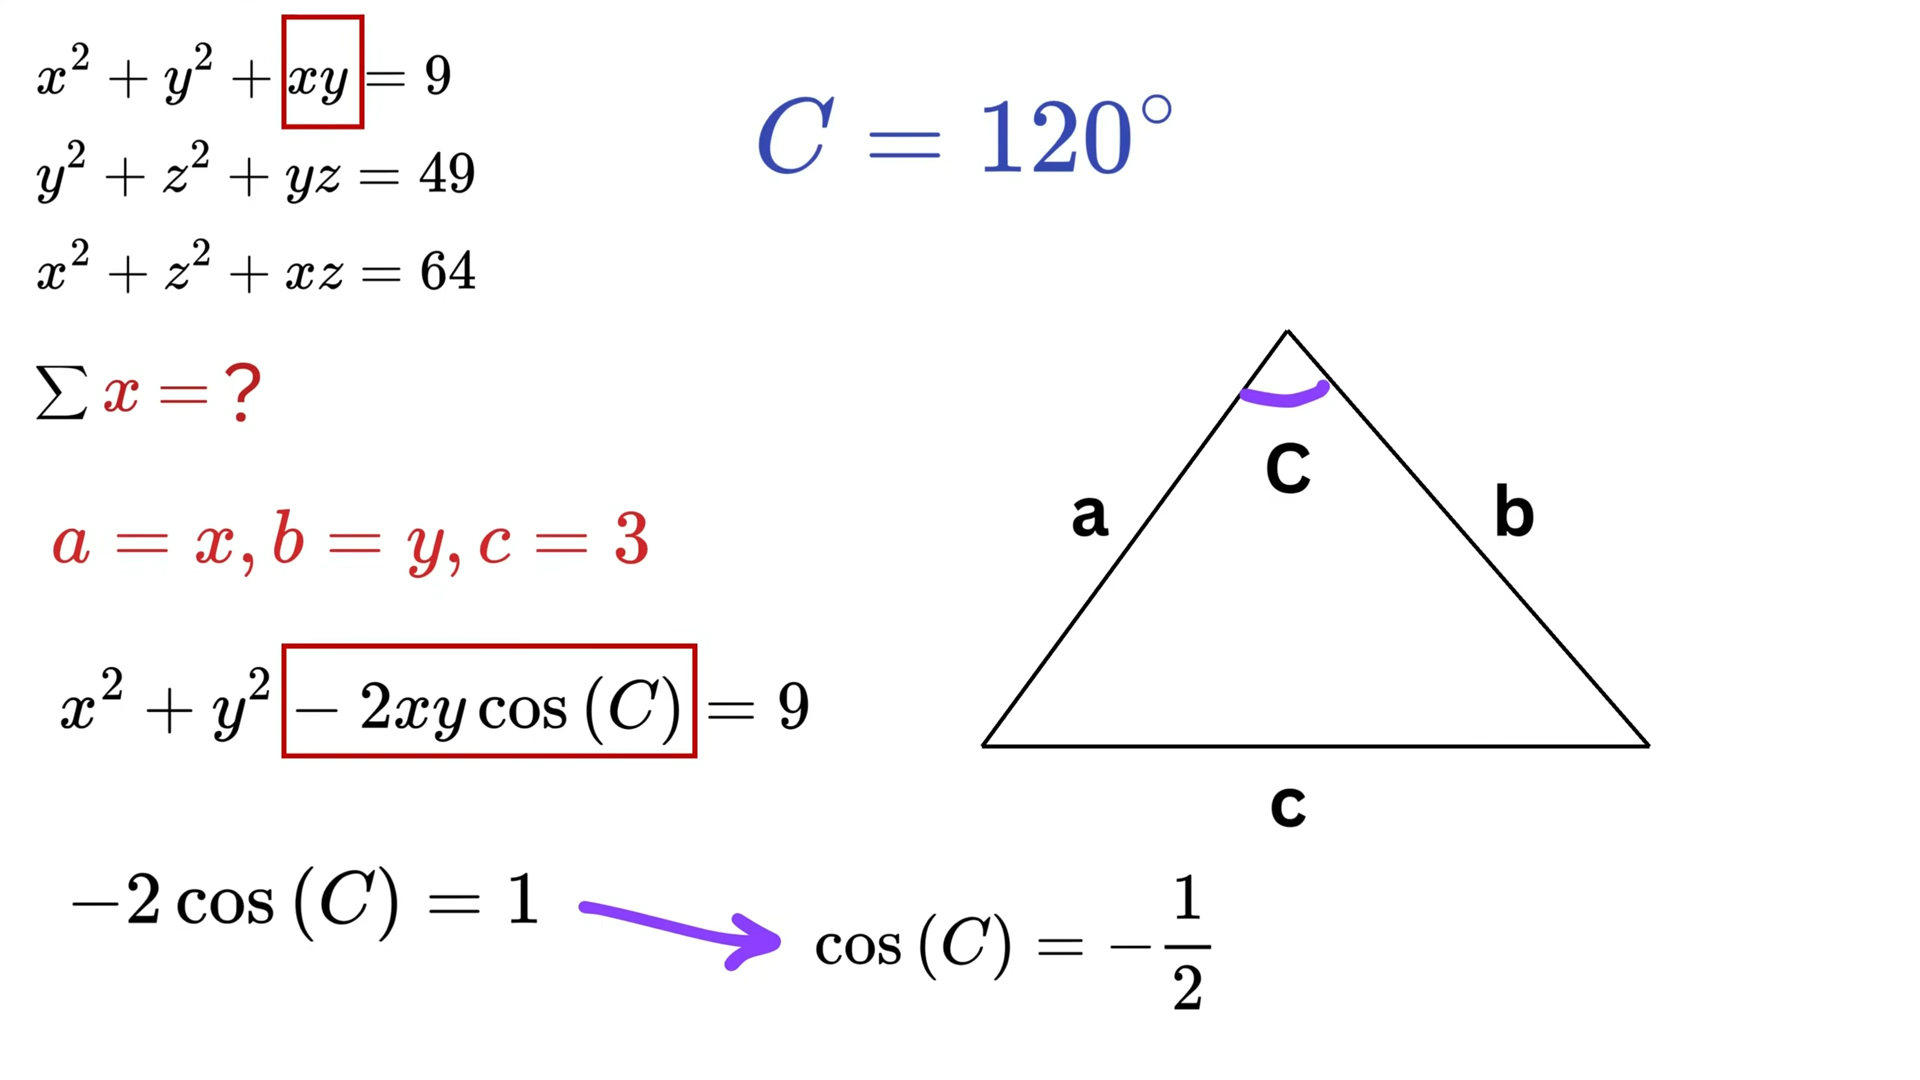 x² + y² + xy = 9
y² + z² + yz = 49
x² + z² + xz = 64
∑ x = ?
a = x, b = y, c = 3
x² + y² − 2xy cos (C) = 9
−2 cos (C) = 1
cos (C) = −1/2
C = 120°
C
a
b
c